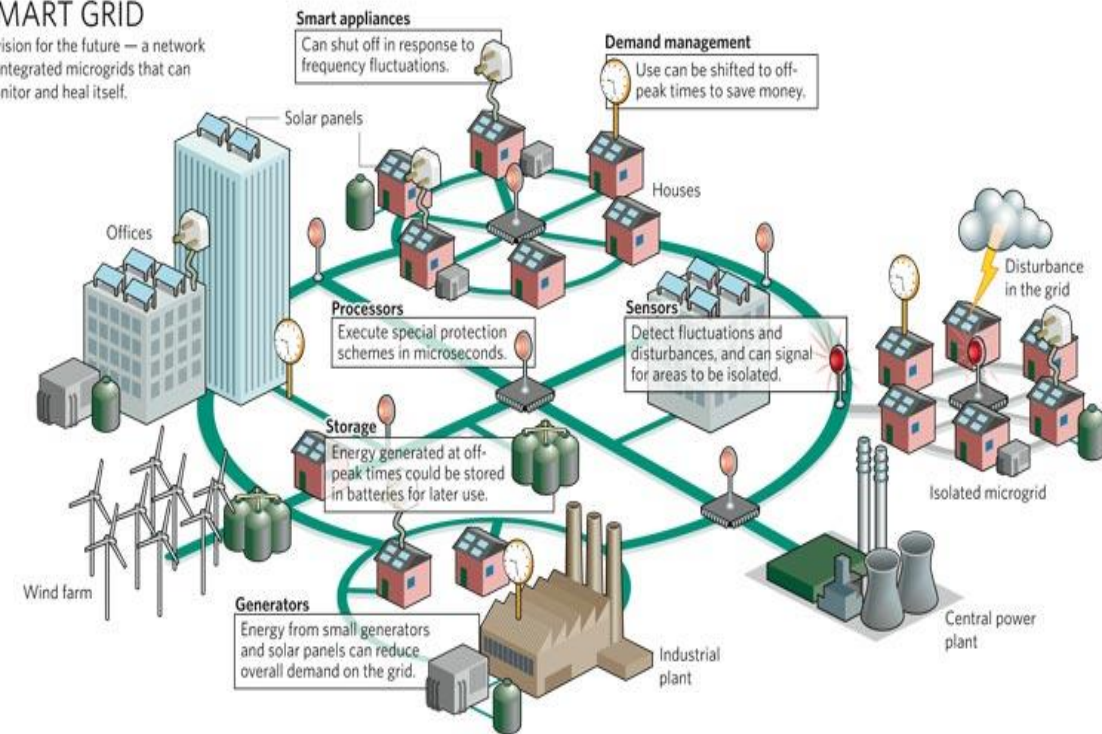 MART GRID
ision for the future — a network
integrated microgrids that can
nitor and heal itself.
Smart appliances
Can shut off in response to
frequency fluctuations.
Demand management
Use can be shifted to off-
peak times to save money.
Solar panels
Houses
Offices
Disturbance
in the grid
Processors
Execute special protection
schemes in microseconds.
Sensors
Detect fluctuations and
disturbances, and can signal
for areas to be isolated.
Storage
Energy generated at off-
peak times could be stored
in batteries for later use.
Isolated microgrid
Wind farm
Generators
Energy from small generators
and solar panels can reduce
overall demand on the grid.
Central power
plant
Industrial
plant